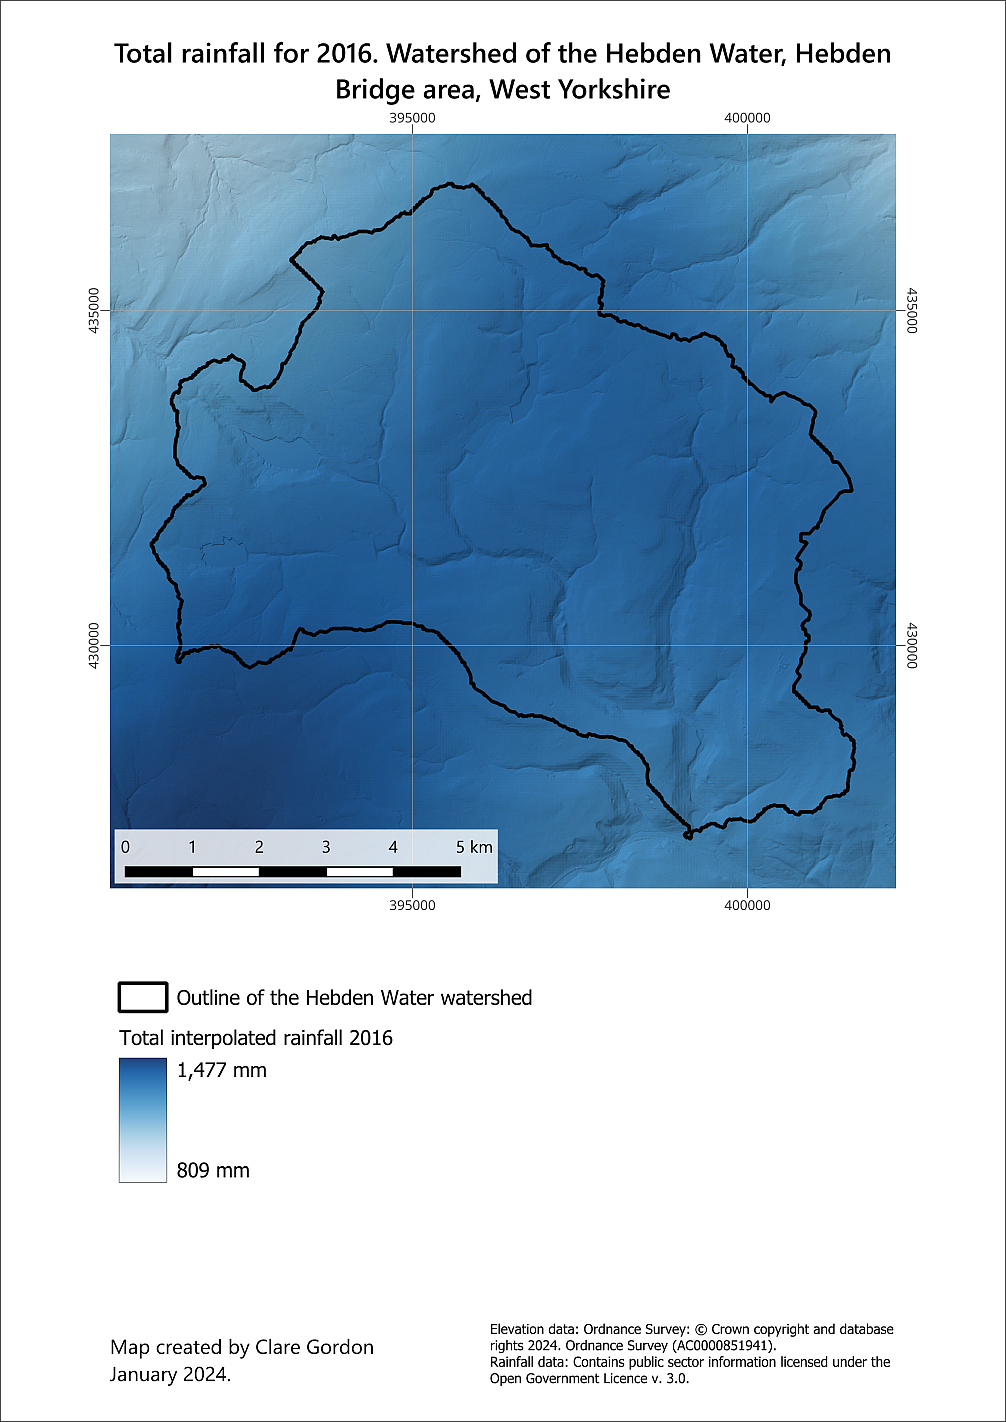 Total rainfall for 2016. Watershed of the Hebden Water, Hebden
Bridge area, West Yorkshire
395000
400000
435000
435000
430000
430000
0
1
2
3
4
5 km
395000
400000
Outline of the Hebden Water watershed
Total interpolated rainfall 2016
1,477 mm
809 mm
Map created by Clare Gordon
January 2024.
Elevation data: Ordnance Survey: © Crown copyright and database
rights 2024. Ordnance Survey (AC0000851941).
Rainfall data: Contains public sector information licensed under the
Open Government Licence v. 3.0.